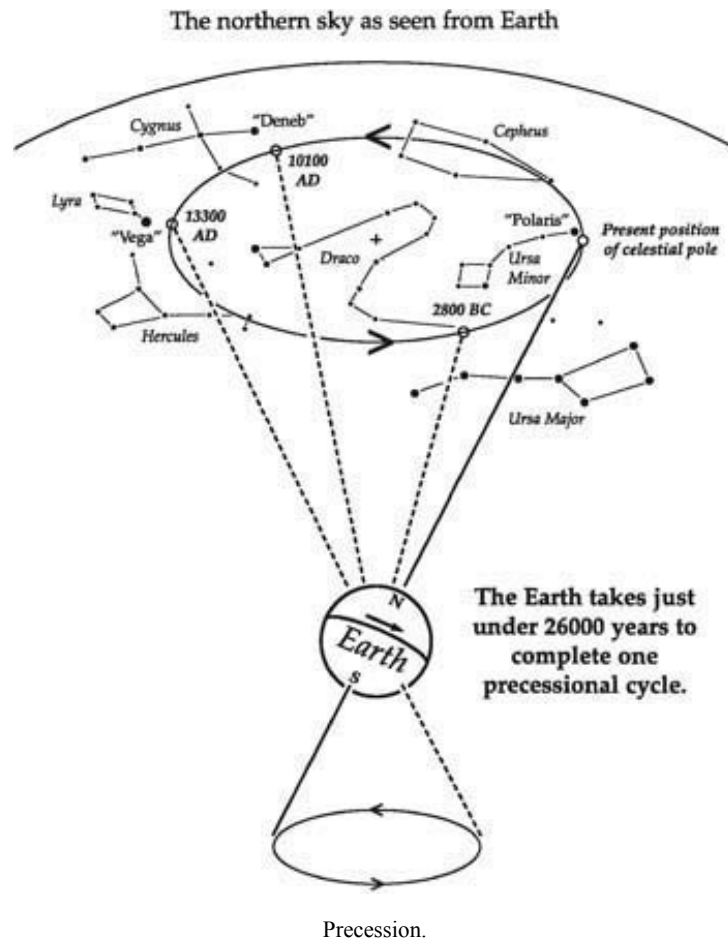 The northern sky as seen from Earth
Cygnus
"Deneb"
Cepheus
10100
AD
Lyra
"Vega"
13300
AD
"Polaris"
Present position
of celestial pole
Draco
Ursa
Minor
2800 BC
Hercules
Ursa Major
N
Earth
S
The Earth takes just
under 26000 years to
complete one
precessional cycle.
Precession.